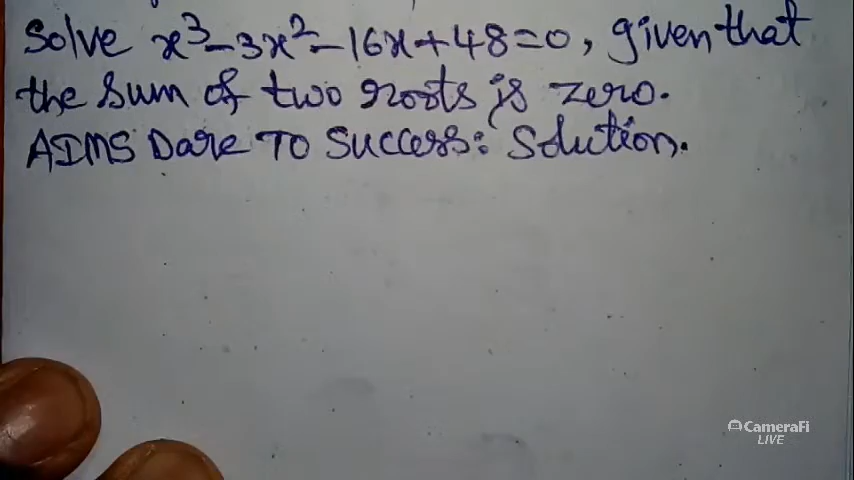 Solve x³-3x²-16x+48=0, given that
the sum of two roots is zero.
AIMS Dare To Success: Solution.
CameraFi
LIVE